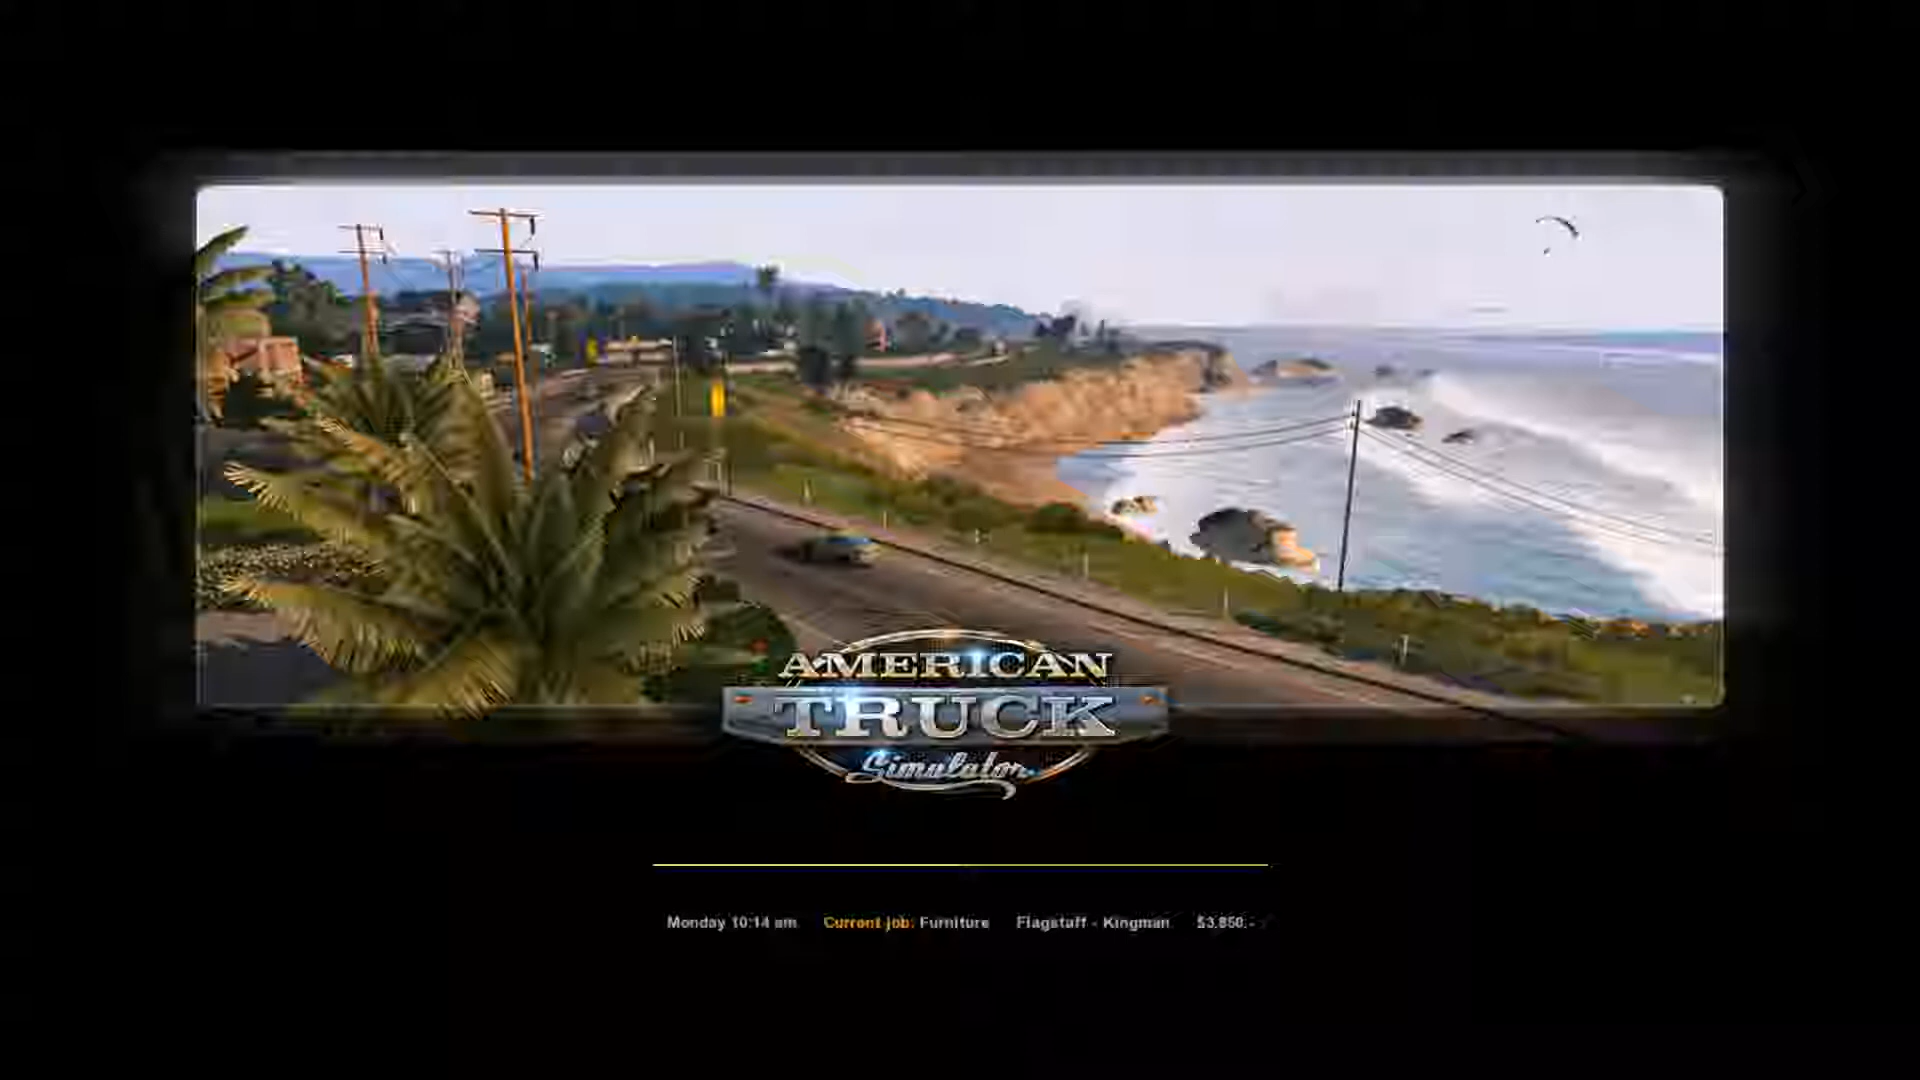 AMERICAN
TRUCK
Simulator
Monday 10:14 am Current job: Furniture Flagstaff - Kingman $3,850.-